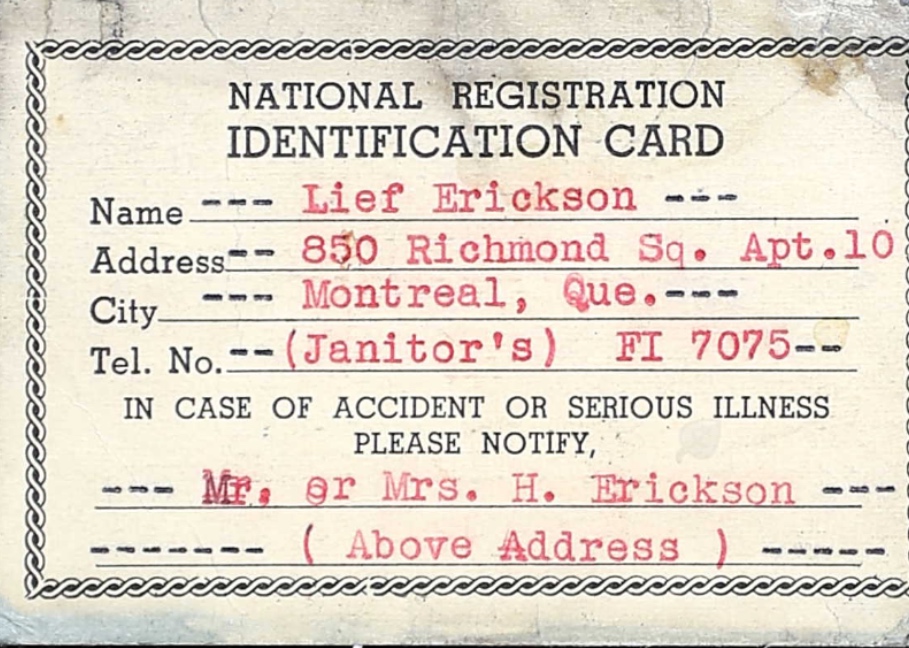 NATIONAL REGISTRATION
IDENTIFICATION CARD
Name --- Lief Erickson ---
Address -- 850 Richmond Sq. Apt.10
City --- Montreal, Que.---
Tel. No. --(Janitor's) FI 7075--
IN CASE OF ACCIDENT OR SERIOUS ILLNESS
PLEASE NOTIFY,
--- Mr. or Mrs. H. Erickson ---
------- ( Above Address ) -----